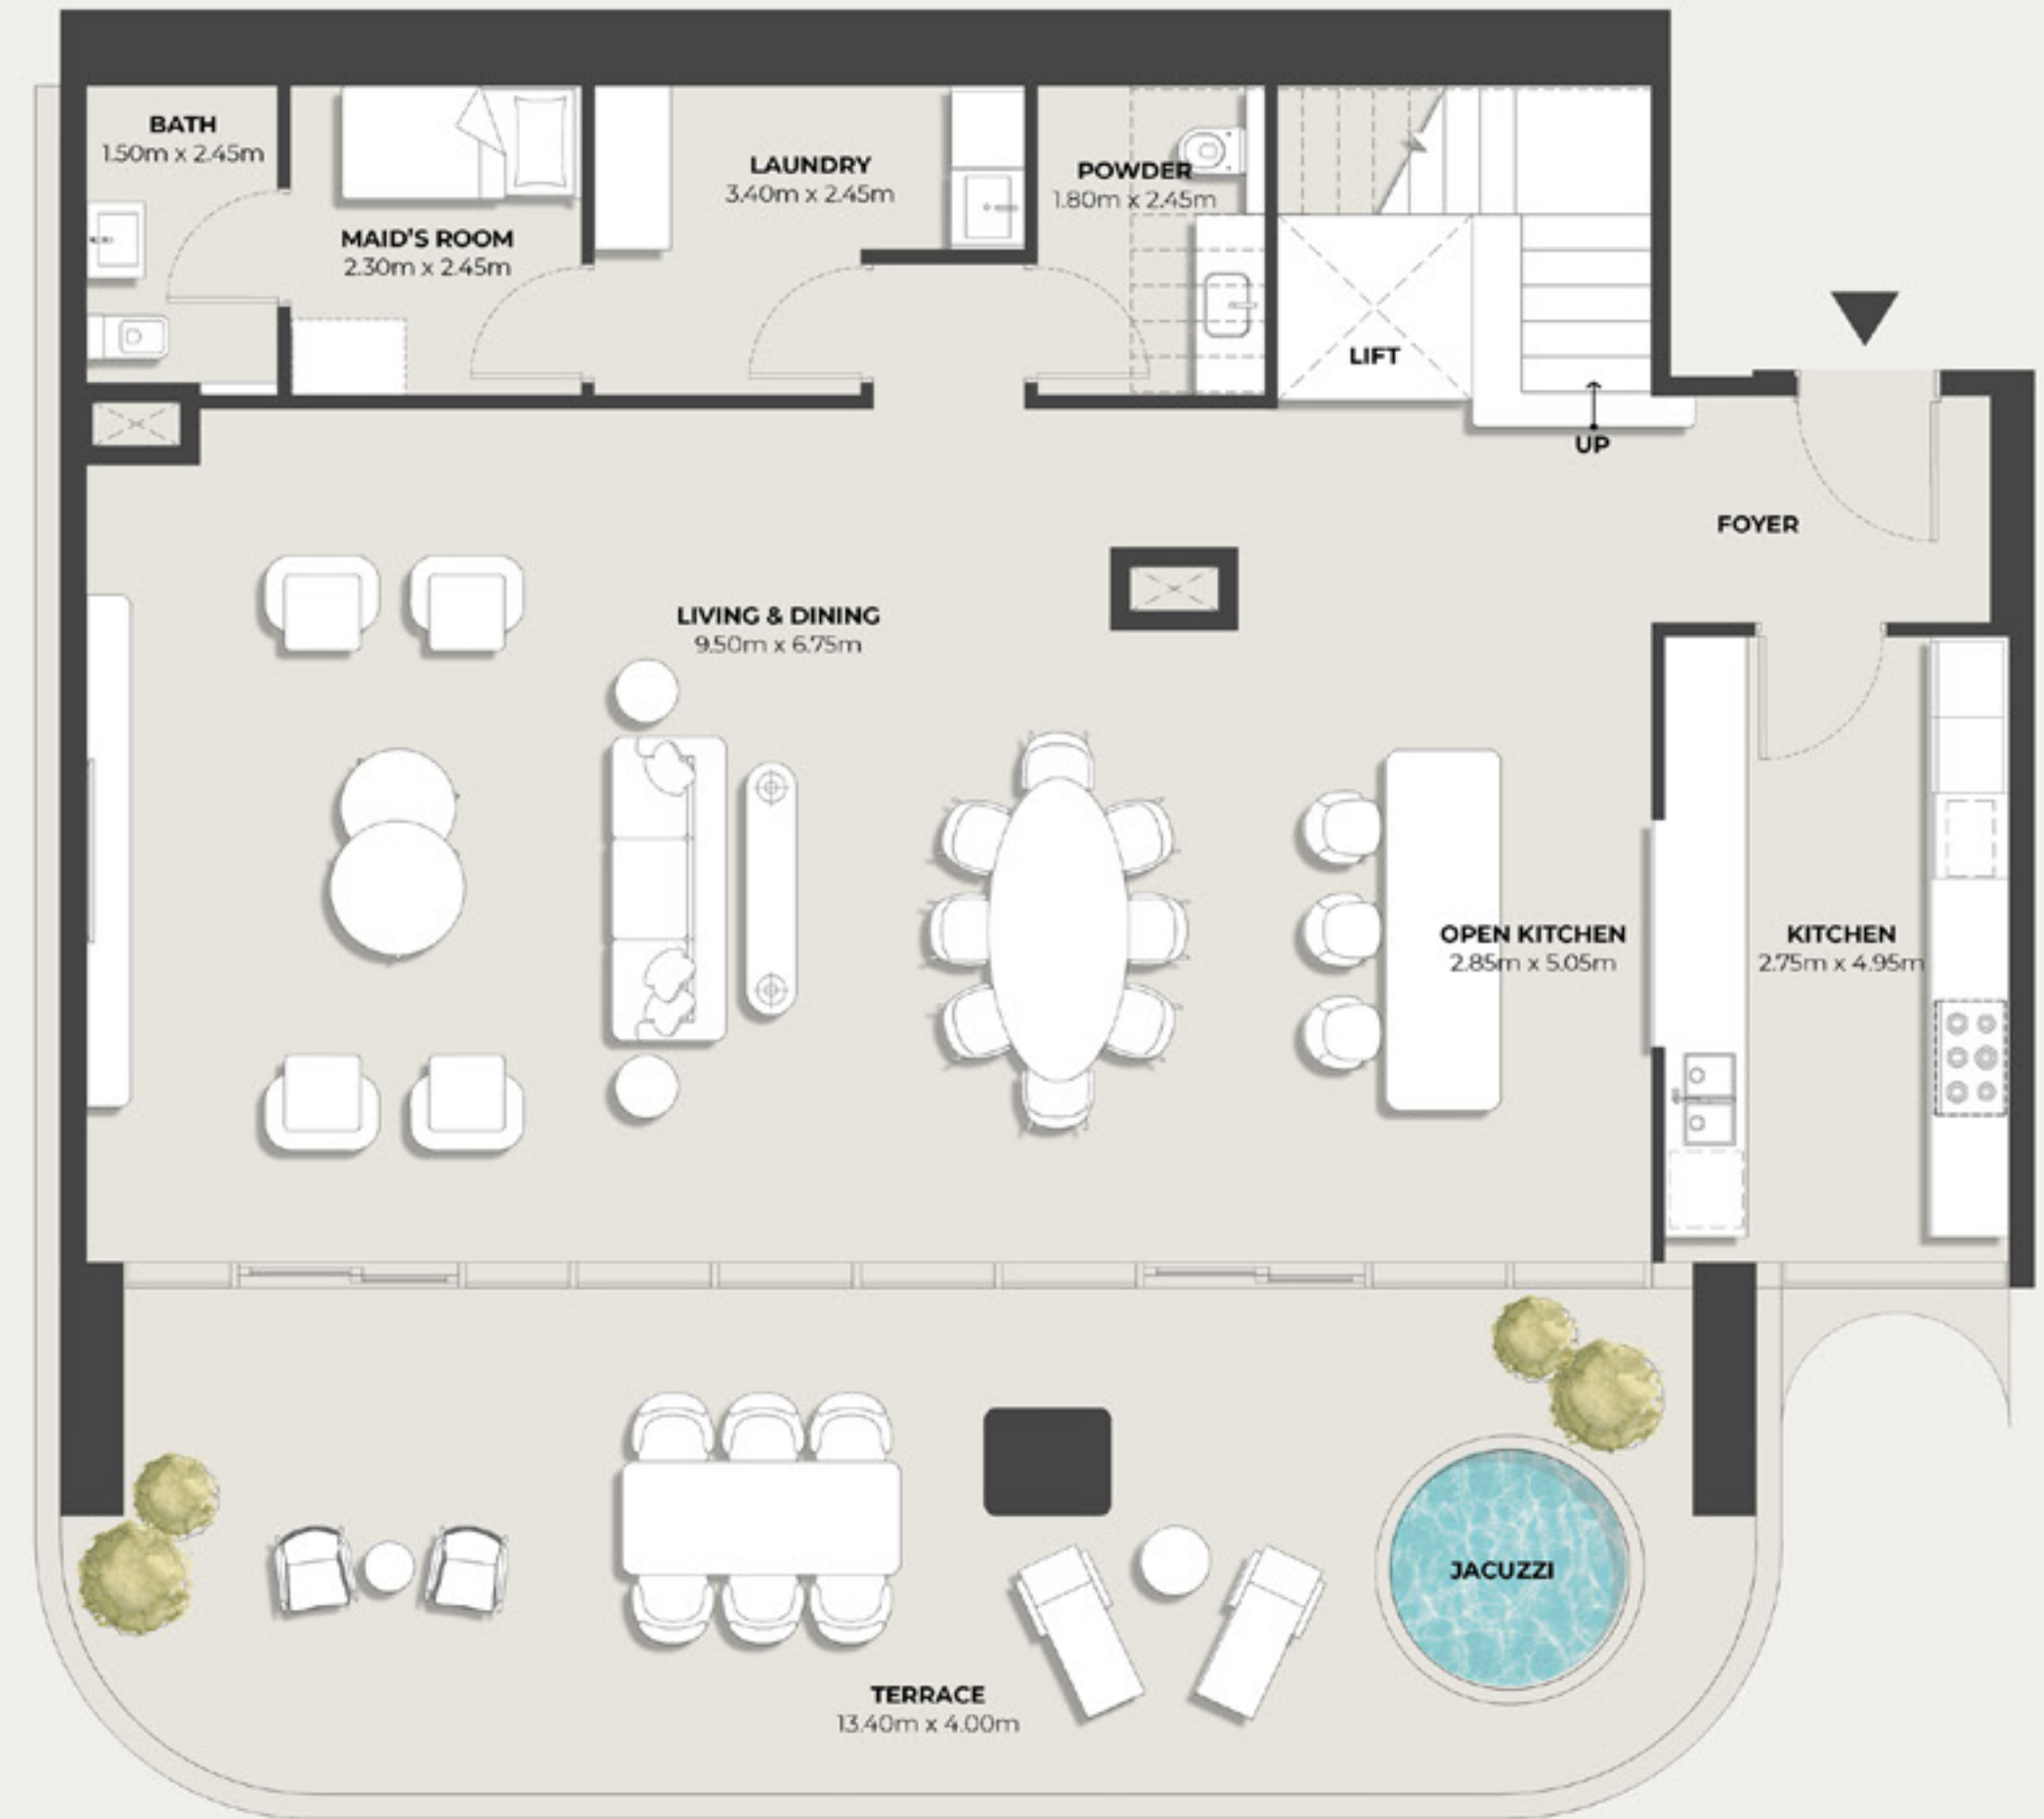 BATH
1.50m x 2.45m
MAID'S ROOM
2.30m x 2.45m
LAUNDRY
3.40m x 2.45m
POWDER
1.80m x 2.45m
LIFT
UP
FOYER
LIVING & DINING
9.50m x 6.75m
OPEN KITCHEN
2.85m x 5.05m
KITCHEN
2.75m x 4.95m
JACUZZI
TERRACE
13.40m x 4.00m